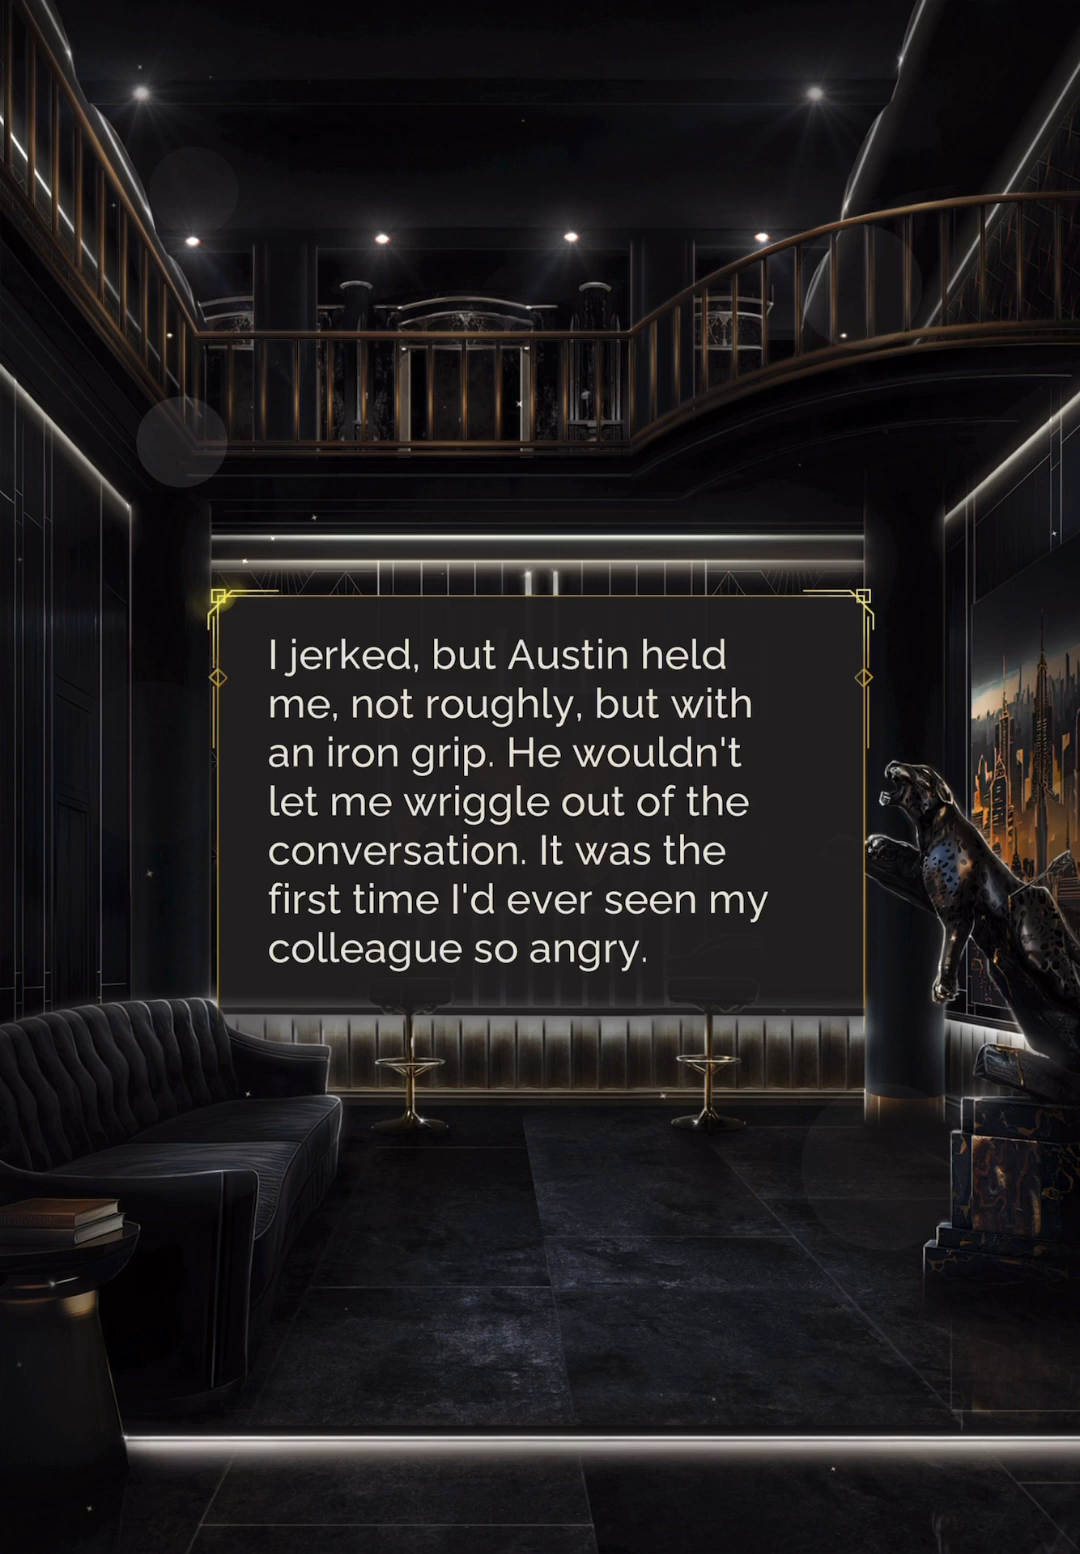 I jerked, but Austin held
me, not roughly, but with
an iron grip. He wouldn't
let me wriggle out of the
conversation. It was the
first time I'd ever seen my
colleague so angry.